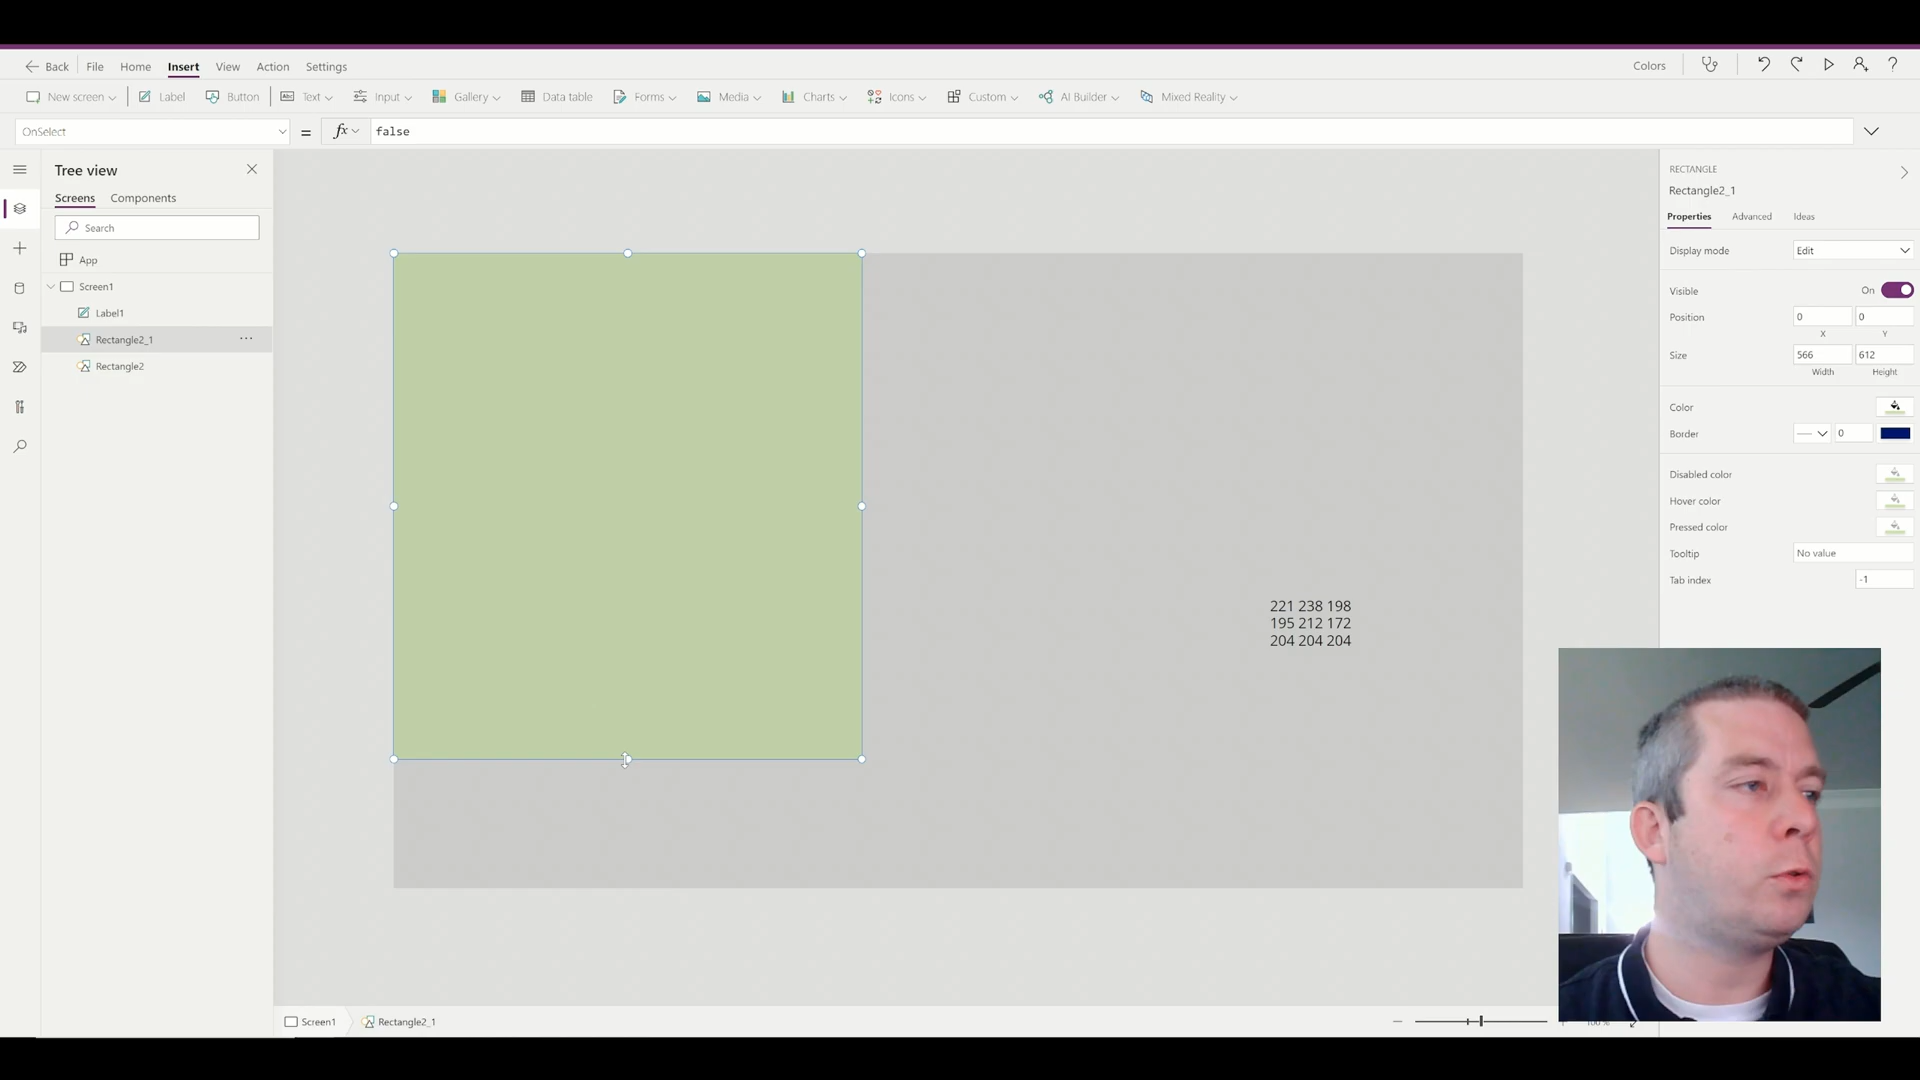 Back File Home Insert View Action Settings Colors
New screen Label Button Text Input Gallery Data table Forms Media Charts Icons Custom AI Builder Mixed Reality
OnSelect = fx false
Tree view
Screens Components
Search
App
Screen1
Label1
Rectangle2_1
Rectangle2
221 238 198
195 212 172
204 204 204
RECTANGLE
Rectangle2_1
Properties Advanced Ideas
Display mode Edit
Visible On
Position 0 0
X Y
Size 566 612
Width Height
Color
Border 0
Disabled color
Hover color
Pressed color
Tooltip No value
Tab index -1
Screen1 Rectangle2_1